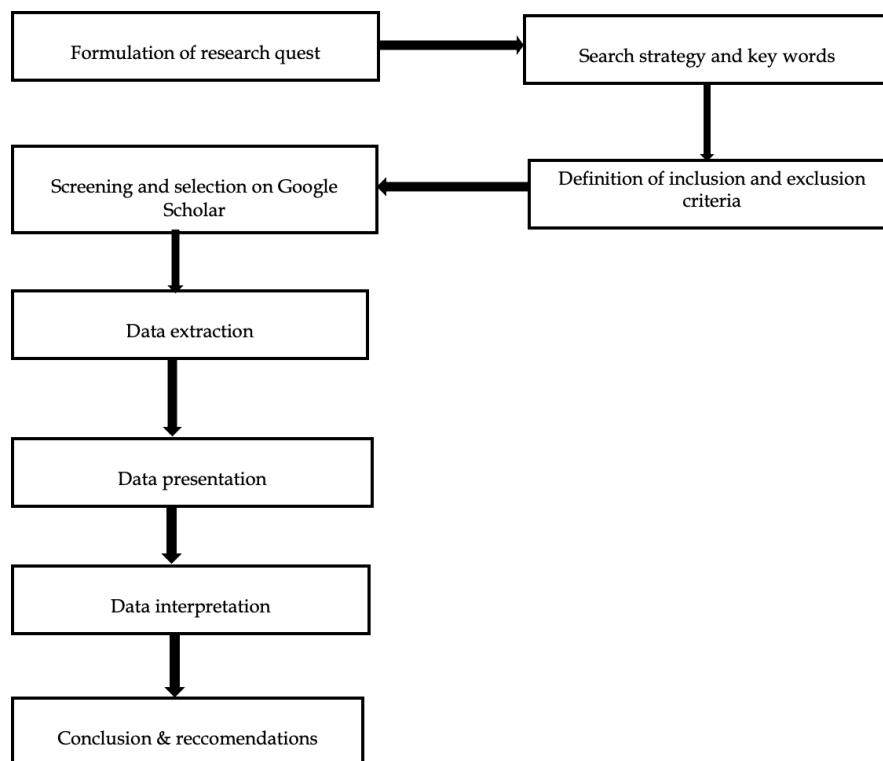 Formulation of research quest
Search strategy and key words
Definition of inclusion and exclusion
criteria
Screening and selection on Google
Scholar
Data extraction
Data presentation
Data interpretation
Conclusion & reccomendations